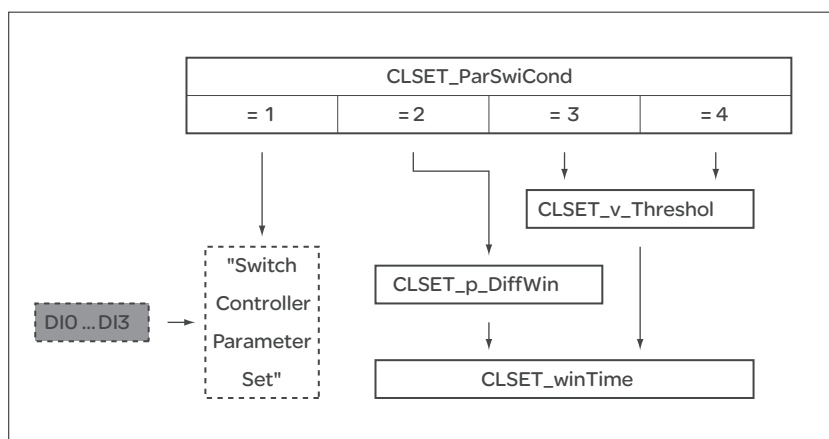 CLSET_ParSwiCond
= 1
= 2
= 3
= 4
CLSET_v_Threshol
"Switch
Controller
Parameter
Set"
CLSET_p_DiffWin
DI0 ... DI3
CLSET_winTime